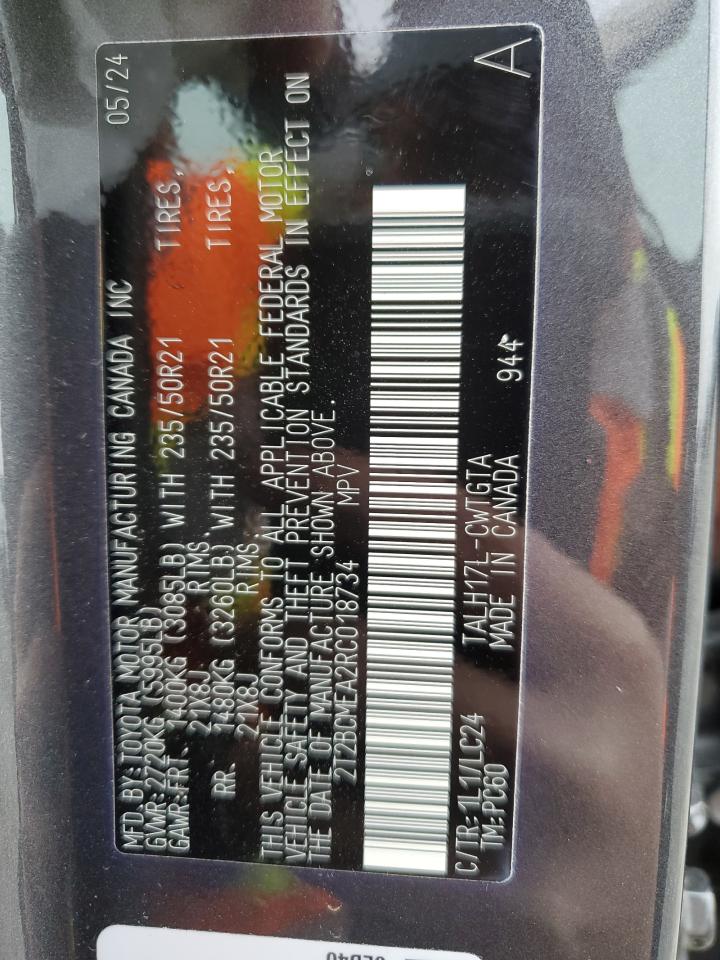 MFD.BY:TOYOTA MOTOR MANUFACTURING CANADA INC 05/24
GVWR:2720KG (5995LB)
GAWR:FRT. 1400KG (3085LB) WITH 235/50R21 TIRES,
21X8J RIMS,
RR. 1480KG (3260LB) WITH 235/50R21 TIRES,
21X8J RIMS
THIS VEHICLE CONFORMS TO ALL APPLICABLE FEDERAL MOTOR
VEHICLE SAFETY AND THEFT PREVENTION STANDARDS IN EFFECT ON
THE DATE OF MANUFACTURE SHOWN ABOVE.
2T2BCMEA2RC018734 MPV
C/TR:1L1/LC24 TALH17L-CWTGTA
TM:PC60 MADE IN CANADA 944
A